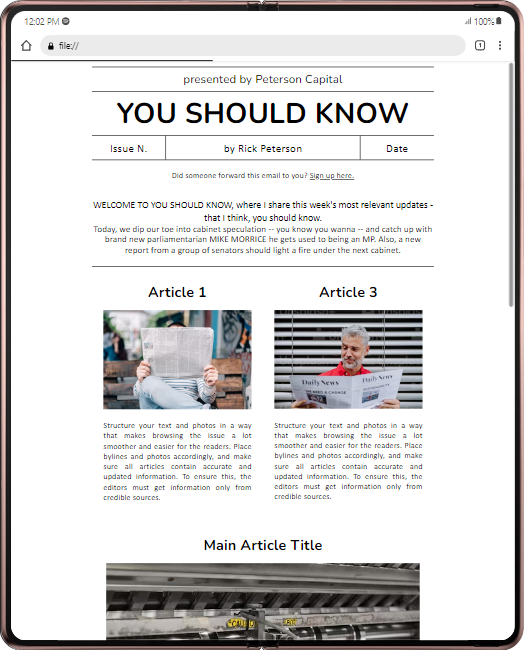 12:02 PM
100%
file://
1
presented by Peterson Capital
YOU SHOULD KNOW
Issue N.
by Rick Peterson
Date
Did someone forward this email to you? Sign up here.
WELCOME TO YOU SHOULD KNOW, where I share this week's most relevant updates -
that I think, you should know.
Today, we dip our toe into cabinet speculation -- you know you wanna -- and catch up with
brand new parliamentarian MIKE MORRICE he gets used to being an MP. Also, a new
report from a group of senators should light a fire under the next cabinet.
Article 1
Structure your text and photos in a way
that makes browsing the issue a lot
smoother and easier for the readers. Place
bylines and photos accordingly, and make
sure all articles contain accurate and
updated information. To ensure this, the
editors must get information only from
credible sources.
Article 3
Daily News
Daily News
Structure your text and photos in a way
that makes browsing the issue a lot
smoother and easier for the readers. Place
bylines and photos accordingly, and make
sure all articles contain accurate and
updated information. To ensure this, the
editors must get information only from
credible sources.
Main Article Title